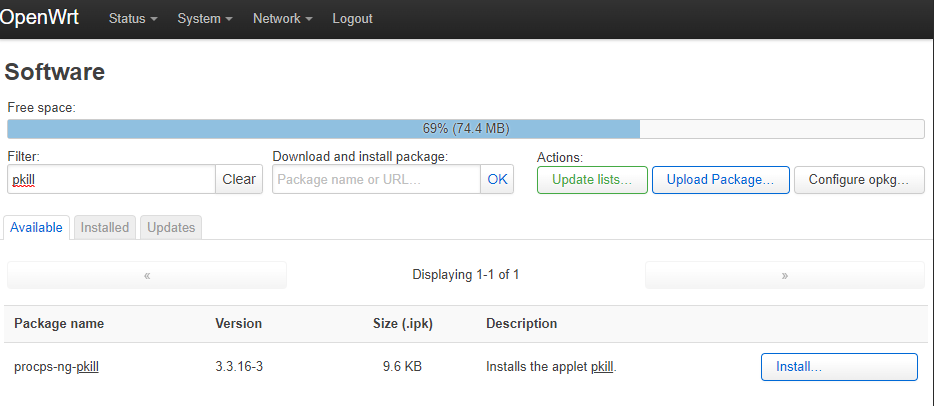 OpenWrt Status System Network Logout
Software
Free space:
69% (74.4 MB)
Filter: Download and install package: Actions:
pkill Clear Package name or URL... OK Update lists... Upload Package... Configure opkg...
Available Installed Updates
« Displaying 1-1 of 1 »
Package name Version Size (.ipk) Description
procps-ng-pkill 3.3.16-3 9.6 KB Installs the applet pkill. Install...